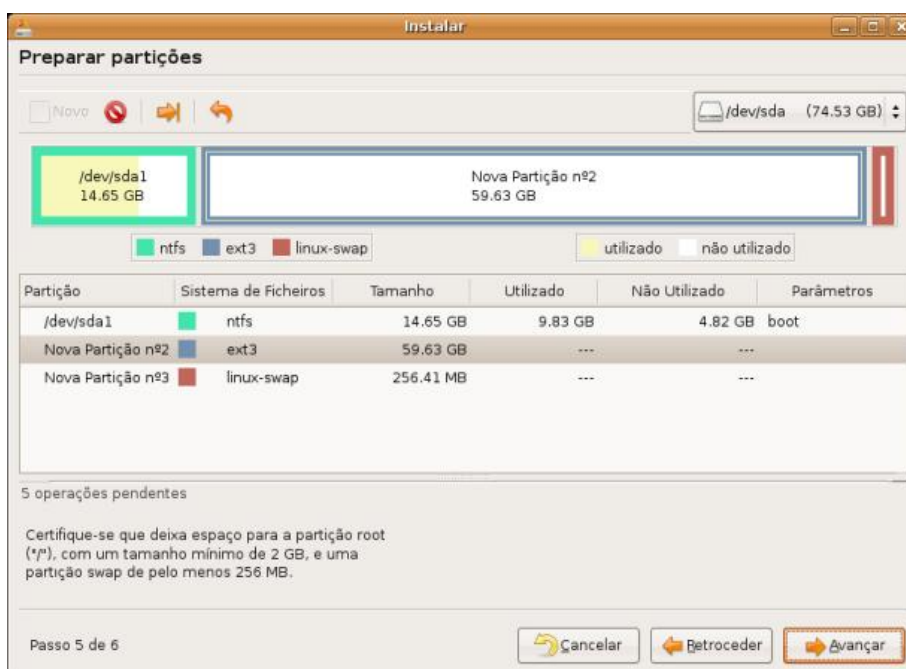 Instalar
Preparar partições
Novo
/dev/sda (74.53 GB)
/dev/sda1
14.65 GB
Nova Partição nº2
59.63 GB
ntfs ext3 linux-swap utilizado não utilizado
Partição Sistema de Ficheiros Tamanho Utilizado Não Utilizado Parâmetros
/dev/sda1 ntfs 14.65 GB 9.83 GB 4.82 GB boot
Nova Partição nº2 ext3 59.63 GB --- ---
Nova Partição nº3 linux-swap 256.41 MB --- ---
5 operações pendentes
Certifique-se que deixa espaço para a partição root
("/"), com um tamanho mínimo de 2 GB, e uma
partição swap de pelo menos 256 MB.
Passo 5 de 6 Cancelar Retroceder Avançar